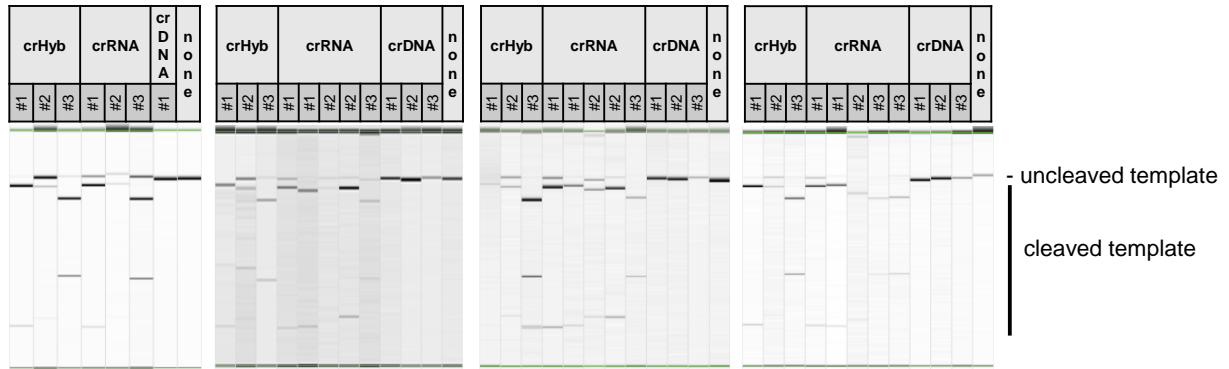 crHyb crRNA crDNA none
#1 #2 #3 #1 #2 #3 #1
crHyb crRNA crDNA none
#1 #2 #3 #1 #1 #2 #2 #3 #1 #2 #3
crHyb crRNA crDNA none
#1 #2 #3 #1 #1 #2 #2 #3 #1 #2 #3
crHyb crRNA crDNA none
#1 #2 #3 #1 #1 #2 #3 #3 #1 #2 #3
- uncleaved template
cleaved template